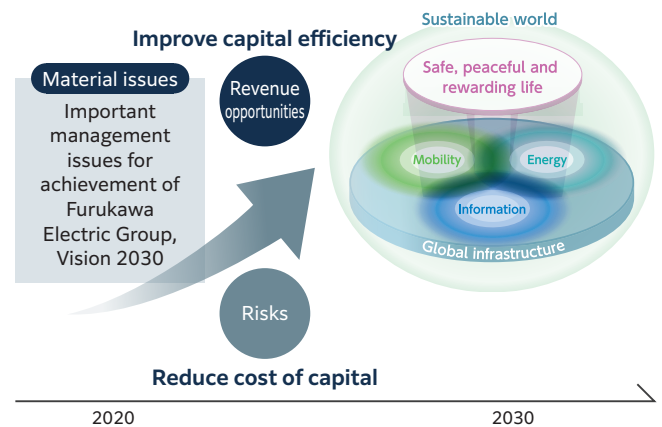 Sustainable world
Improve capital efficiency
Material issues
Important
management
issues for
achievement of
Furukawa
Electric Group,
Vision 2030
Revenue
opportunities
Safe, peaceful and
rewarding life
Mobility
Energy
Information
Global infrastructure
Risks
Reduce cost of capital
2020
2030